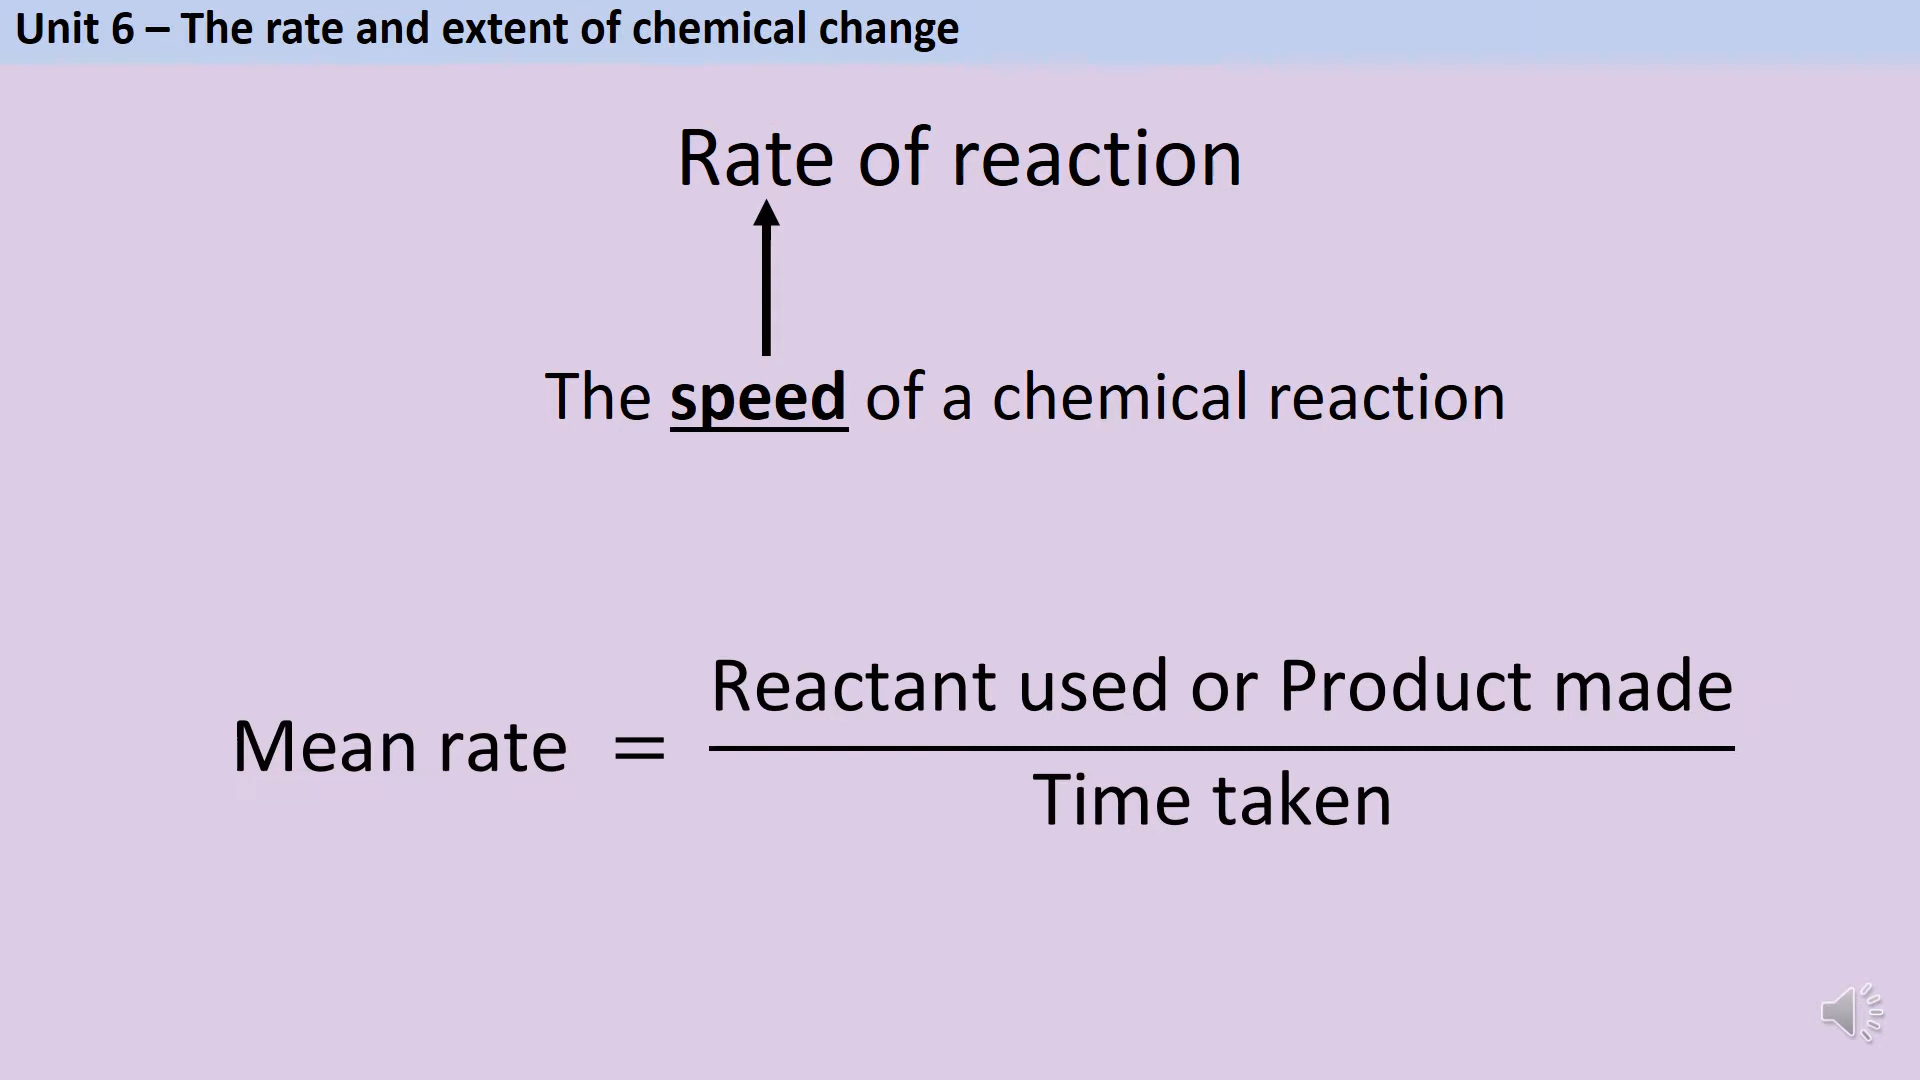 Unit 6 – The rate and extent of chemical change
Rate of reaction
The speed of a chemical reaction
Reactant used or Product made
Mean rate =
Time taken